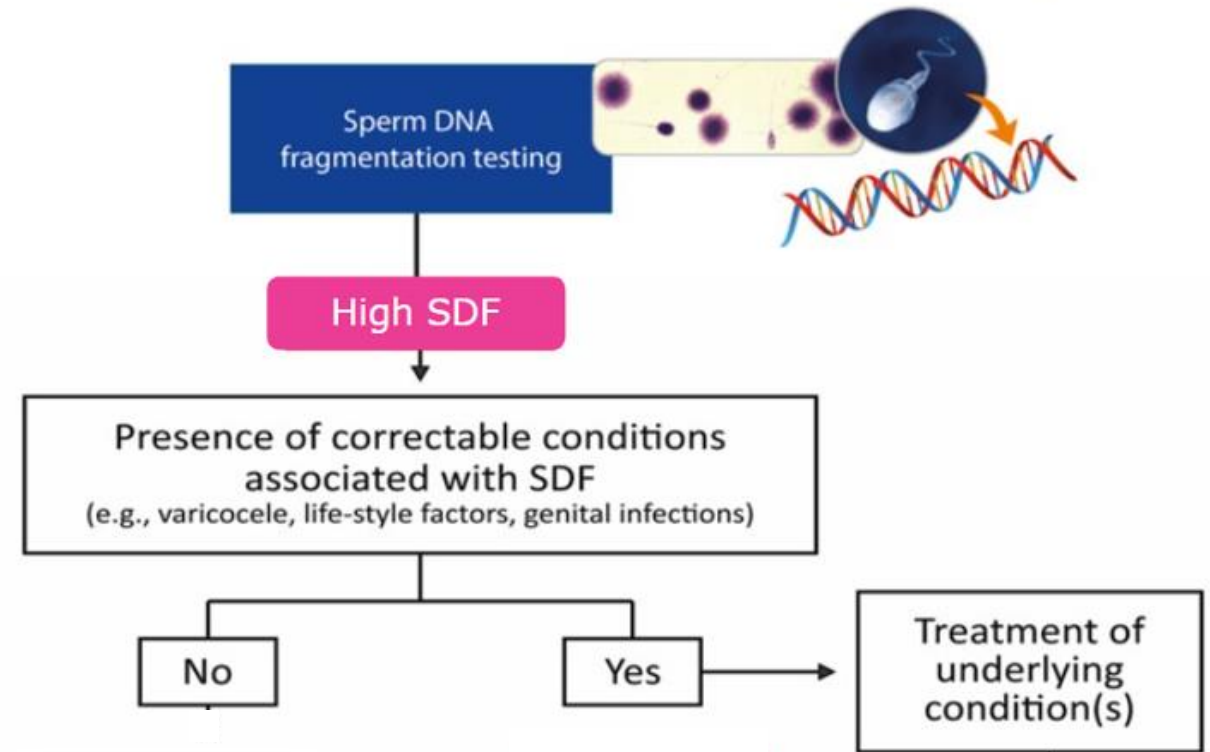 Sperm DNA
fragmentation testing
High SDF
Presence of correctable conditions
associated with SDF
(e.g., varicocele, life-style factors, genital infections)
No
Yes
Treatment of
underlying
condition(s)